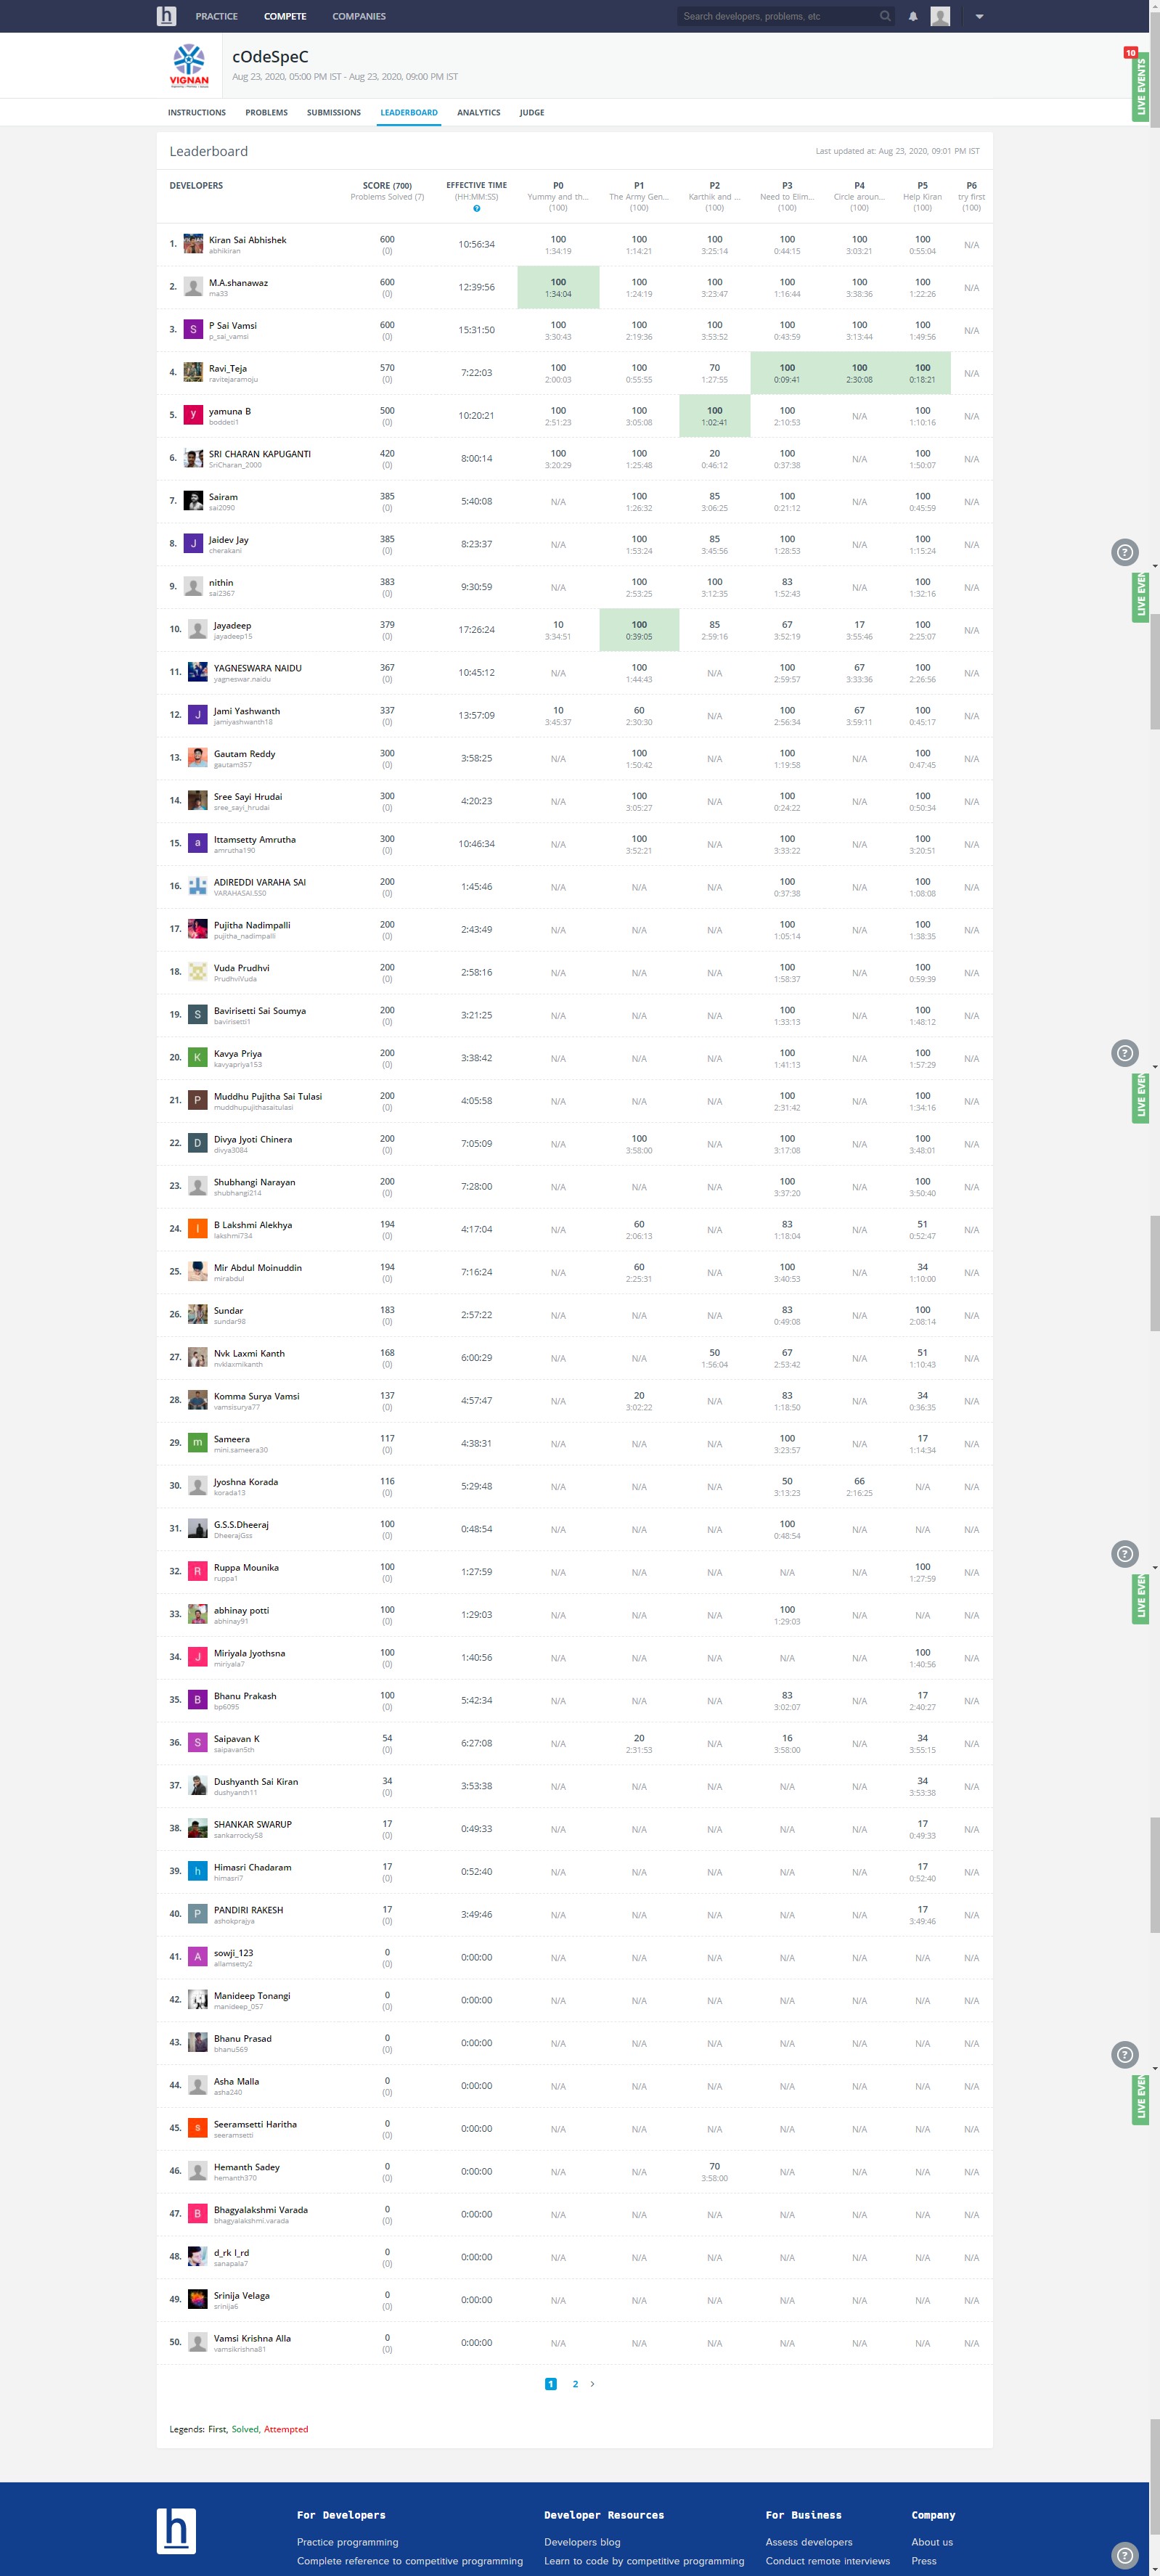 PRACTICE COMPETE COMPANIES Search developers, problems, etc
cOdeSpeC
Aug 23, 2020, 05:00 PM IST - Aug 23, 2020, 09:00 PM IST
VIGNAN
10
LIVE EVENTS
INSTRUCTIONS PROBLEMS SUBMISSIONS LEADERBOARD ANALYTICS JUDGE
Leaderboard Last updated at: Aug 23, 2020, 09:01 PM IST
DEVELOPERS SCORE (700) EFFECTIVE TIME P0 P1 P2 P3 P4 P5 P6
Problems Solved (7) (HH:MM:SS) Yummy and th... The Army Gen... Karthik and ... Need to Elim... Circle aroun... Help Kiran try first
(100) (100) (100) (100) (100) (100) (100)
1. Kiran Sai Abhishek 600 10:56:34 100 100 100 100 100 100 N/A
abhikiran (0) 1:34:19 1:14:21 3:25:14 0:44:15 3:03:21 0:55:04
2. M.A.shanawaz 600 12:39:56 100 100 100 100 100 100 N/A
ma33 (0) 1:34:04 1:24:19 3:23:47 1:16:44 3:38:36 1:22:26
3. S P Sai Vamsi 600 15:31:50 100 100 100 100 100 100 N/A
p_sai_vamsi (0) 3:30:43 2:19:36 3:53:52 0:43:59 3:13:44 1:49:56
4. Ravi_Teja 570 7:22:03 100 100 70 100 100 100 N/A
ravitejaramoju (0) 2:00:03 0:55:55 1:27:55 0:09:41 2:30:08 0:18:21
5. y yamuna B 500 10:20:21 100 100 100 100 N/A 100 N/A
boddeti1 (0) 2:51:23 3:05:08 1:02:41 2:10:53 1:10:16
6. SRI CHARAN KAPUGANTI 420 8:00:14 100 100 20 100 N/A 100 N/A
SriCharan_2000 (0) 3:20:29 1:25:48 0:46:12 0:37:38 1:50:07
7. Sairam 385 5:40:08 N/A 100 85 100 N/A 100 N/A
sai2090 (0) 1:26:32 3:06:25 0:21:12 0:45:59
8. J Jaidev Jay 385 8:23:37 N/A 100 85 100 N/A 100 N/A
cherakani (0) 1:53:24 3:45:56 1:28:53 1:15:24
9. nithin 383 9:30:59 N/A 100 100 83 N/A 100 N/A
sai2367 (0) 2:53:25 3:12:35 1:52:43 1:32:16
10. Jayadeep 379 17:26:24 10 100 85 67 17 100 N/A
jayadeep15 (0) 3:34:51 0:39:05 2:59:16 3:52:19 3:55:46 2:25:07
11. YAGNESWARA NAIDU 367 10:45:12 N/A 100 N/A 100 67 100 N/A
yagneswar.naidu (0) 1:44:43 2:59:57 3:33:36 2:26:56
12. J Jami Yashwanth 337 13:57:09 10 60 N/A 100 67 100 N/A
jamiyashwanth18 (0) 3:45:37 2:30:30 2:56:34 3:59:11 0:45:17
13. Gautam Reddy 300 3:58:25 N/A 100 N/A 100 N/A 100 N/A
gautam357 (0) 1:50:42 1:19:58 0:47:45
14. Sree Sayi Hrudai 300 4:20:23 N/A 100 N/A 100 N/A 100 N/A
sree_sayi_hrudai (0) 3:05:27 0:24:22 0:50:34
15. a Ittamsetty Amrutha 300 10:46:34 N/A 100 N/A 100 N/A 100 N/A
amrutha190 (0) 3:52:21 3:33:22 3:20:51
16. ADIREDDI VARAHA SAI 200 1:45:46 N/A N/A N/A 100 N/A 100 N/A
VARAHASAI.550 (0) 0:37:38 1:08:08
17. Pujitha Nadimpalli 200 2:43:49 N/A N/A N/A 100 N/A 100 N/A
pujitha_nadimpalli (0) 1:05:14 1:38:35
18. Vuda Prudhvi 200 2:58:16 N/A N/A N/A 100 N/A 100 N/A
PrudhviVuda (0) 1:58:37 0:59:39
19. S Bavirisetti Sai Soumya 200 3:21:25 N/A N/A N/A 100 N/A 100 N/A
bavirisetti1 (0) 1:33:13 1:48:12
20. K Kavya Priya 200 3:38:42 N/A N/A N/A 100 N/A 100 N/A
kavyapriya153 (0) 1:41:13 1:57:29
21. P Muddhu Pujitha Sai Tulasi 200 4:05:58 N/A N/A N/A 100 N/A 100 N/A
muddhupujithasaitulasi (0) 2:31:42 1:34:16
22. D Divya Jyoti Chinera 200 7:05:09 N/A 100 N/A 100 N/A 100 N/A
divya3084 (0) 3:58:00 3:17:08 3:48:01
23. Shubhangi Narayan 200 7:28:00 N/A N/A N/A 100 N/A 100 N/A
shubhangi214 (0) 3:37:20 3:50:40
24. l B Lakshmi Alekhya 194 4:17:04 N/A 60 N/A 83 N/A 51 N/A
lakshmi734 (0) 2:06:13 1:18:04 0:52:47
25. Mir Abdul Moinuddin 194 7:16:24 N/A 60 N/A 100 N/A 34 N/A
mirabdul (0) 2:25:31 3:40:53 1:10:00
26. Sundar 183 2:57:22 N/A N/A N/A 83 N/A 100 N/A
sundar98 (0) 0:49:08 2:08:14
27. Nvk Laxmi Kanth 168 6:00:29 N/A N/A 50 67 N/A 51 N/A
nvklaxmikanth (0) 1:56:04 2:53:42 1:10:43
28. Komma Surya Vamsi 137 4:57:47 N/A 20 N/A 83 N/A 34 N/A
vamsisurya77 (0) 3:02:22 1:18:50 0:36:35
29. m Sameera 117 4:38:31 N/A N/A N/A 100 N/A 17 N/A
mini.sameera30 (0) 3:23:57 1:14:34
30. Jyoshna Korada 116 5:29:48 N/A N/A N/A 50 66 N/A N/A
korada13 (0) 3:13:23 2:16:25
31. G.S.S.Dheeraj 100 0:48:54 N/A N/A N/A 100 N/A N/A N/A
DheerajGss (0) 0:48:54
32. R Ruppa Mounika 100 1:27:59 N/A N/A N/A N/A N/A 100 N/A
ruppa1 (0) 1:27:59
33. abhinay potti 100 1:29:03 N/A N/A N/A 100 N/A N/A N/A
abhinay91 (0) 1:29:03
34. J Miriyala Jyothsna 100 1:40:56 N/A N/A N/A N/A N/A 100 N/A
miriyala7 (0) 1:40:56
35. B Bhanu Prakash 100 5:42:34 N/A N/A N/A 83 N/A 17 N/A
bp6095 (0) 3:02:07 2:40:27
36. S Saipavan K 54 6:27:08 N/A 20 N/A 16 N/A 34 N/A
saipavan5th (0) 2:31:53 3:58:00 3:55:15
37. Dushyanth Sai Kiran 34 3:53:38 N/A N/A N/A N/A N/A 34 N/A
dushyanth11 (0) 3:53:38
38. SHANKAR SWARUP 17 0:49:33 N/A N/A N/A N/A N/A 17 N/A
sankarrocky58 (0) 0:49:33
39. h Himasri Chadaram 17 0:52:40 N/A N/A N/A N/A N/A 17 N/A
himasri7 (0) 0:52:40
40. P PANDIRI RAKESH 17 3:49:46 N/A N/A N/A N/A N/A 17 N/A
ashokprajya (0) 3:49:46
41. A sowji_123 0 0:00:00 N/A N/A N/A N/A N/A N/A N/A
allamsetty2 (0)
42. Manideep Tonangi 0 0:00:00 N/A N/A N/A N/A N/A N/A N/A
manideep_057 (0)
43. Bhanu Prasad 0 0:00:00 N/A N/A N/A N/A N/A N/A N/A
bhanu569 (0)
44. Asha Malla 0 0:00:00 N/A N/A N/A N/A N/A N/A N/A
asha240 (0)
45. s Seeramsetti Haritha 0 0:00:00 N/A N/A N/A N/A N/A N/A N/A
seeramsetti (0)
46. Hemanth Sadey 0 0:00:00 N/A N/A 70 N/A N/A N/A N/A
hemanth370 (0) 3:58:00
47. B Bhagyalakshmi Varada 0 0:00:00 N/A N/A N/A N/A N/A N/A N/A
bhagyalakshmi.varada (0)
48. d_rk l_rd 0 0:00:00 N/A N/A N/A N/A N/A N/A N/A
sanapala7 (0)
49. Srinija Velaga 0 0:00:00 N/A N/A N/A N/A N/A N/A N/A
srinija6 (0)
50. Vamsi Krishna Alla 0 0:00:00 N/A N/A N/A N/A N/A N/A N/A
vamsikrishna81 (0)
1 2 >
Legends: First, Solved, Attempted
For Developers Developer Resources For Business Company
Practice programming Developers blog Assess developers About us
Complete reference to competitive programming Learn to code by competitive programming Conduct remote interviews Press